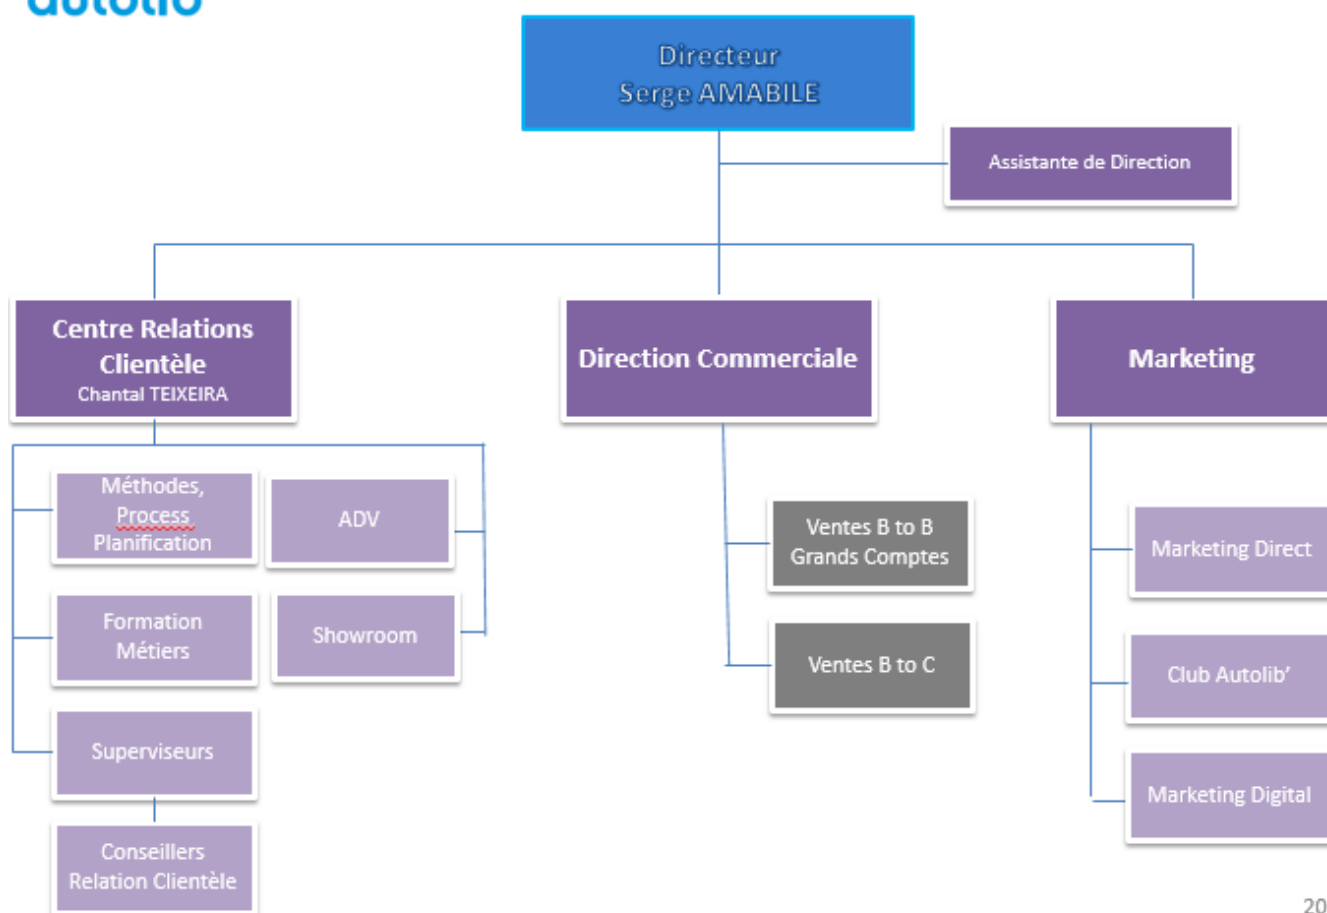 autolib
Directeur
Serge AMABILE
Assistante de Direction
Centre Relations
Clientèle
Chantal TEIXEIRA
Direction Commerciale
Marketing
Méthodes,
Process
Planification
ADV
Formation
Métiers
Showroom
Superviseurs
Conseillers
Relation Clientèle
Ventes B to B
Grands Comptes
Ventes B to C
Marketing Direct
Club Autolib’
Marketing Digital
20